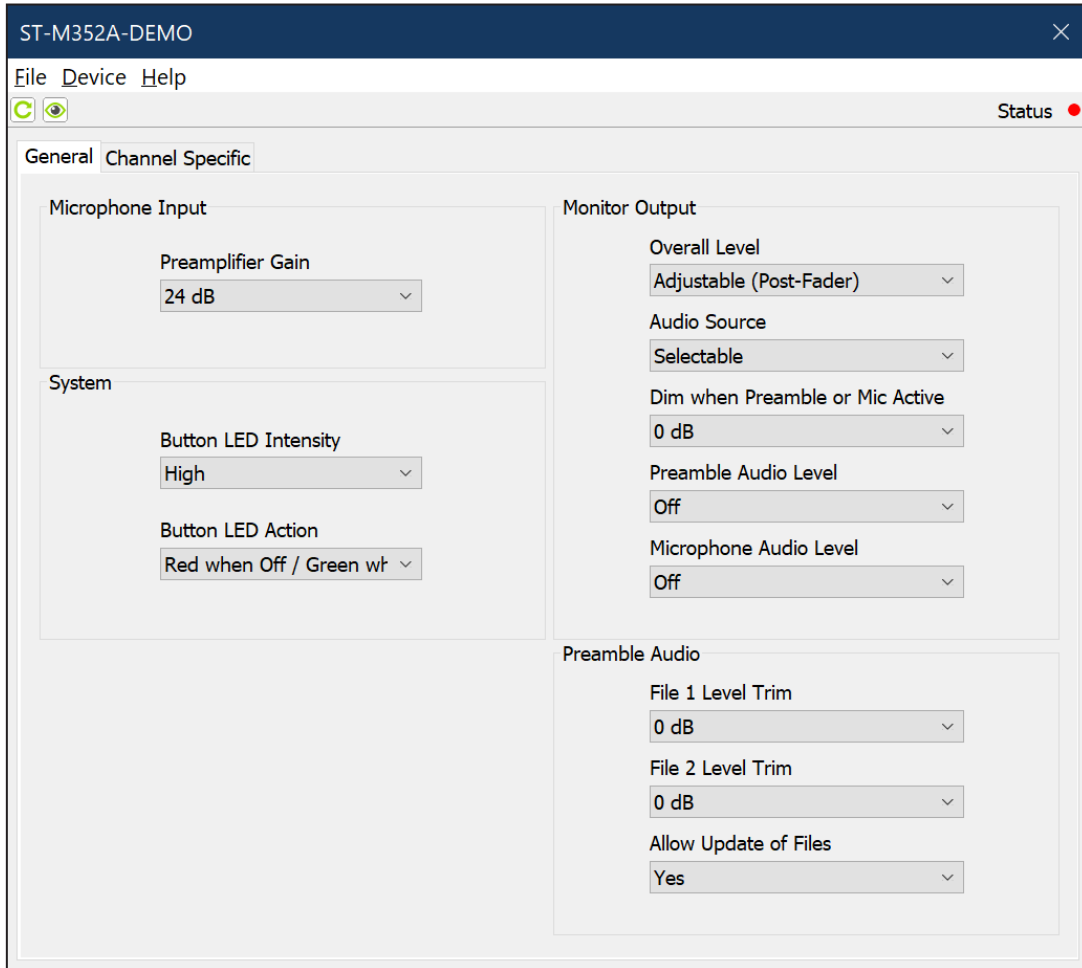 ST-M352A-DEMO
File Device Help
Status
General Channel Specific
Microphone Input
Preamplifier Gain
24 dB
System
Button LED Intensity
High
Button LED Action
Red when Off / Green wh
Monitor Output
Overall Level
Adjustable (Post-Fader)
Audio Source
Selectable
Dim when Preamble or Mic Active
0 dB
Preamble Audio Level
Off
Microphone Audio Level
Off
Preamble Audio
File 1 Level Trim
0 dB
File 2 Level Trim
0 dB
Allow Update of Files
Yes